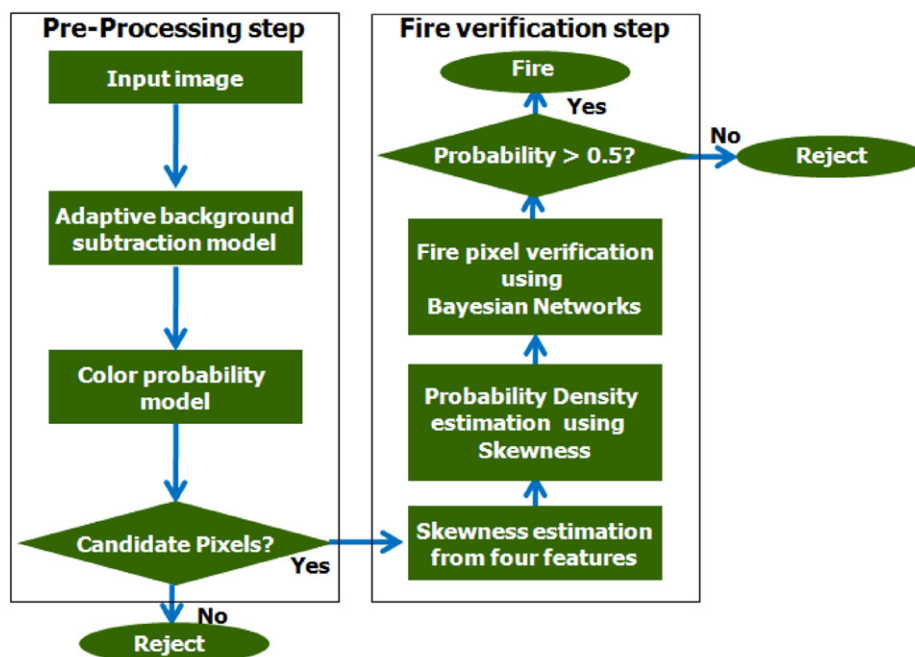 Pre-Processing step
Input image
Adaptive background
subtraction model
Color probability
model
Candidate Pixels?
Yes
No
Reject
Fire verification step
Fire
Yes
Probability > 0.5?
No
Reject
Fire pixel verification
using
Bayesian Networks
Probability Density
estimation using
Skewness
Skewness estimation
from four features